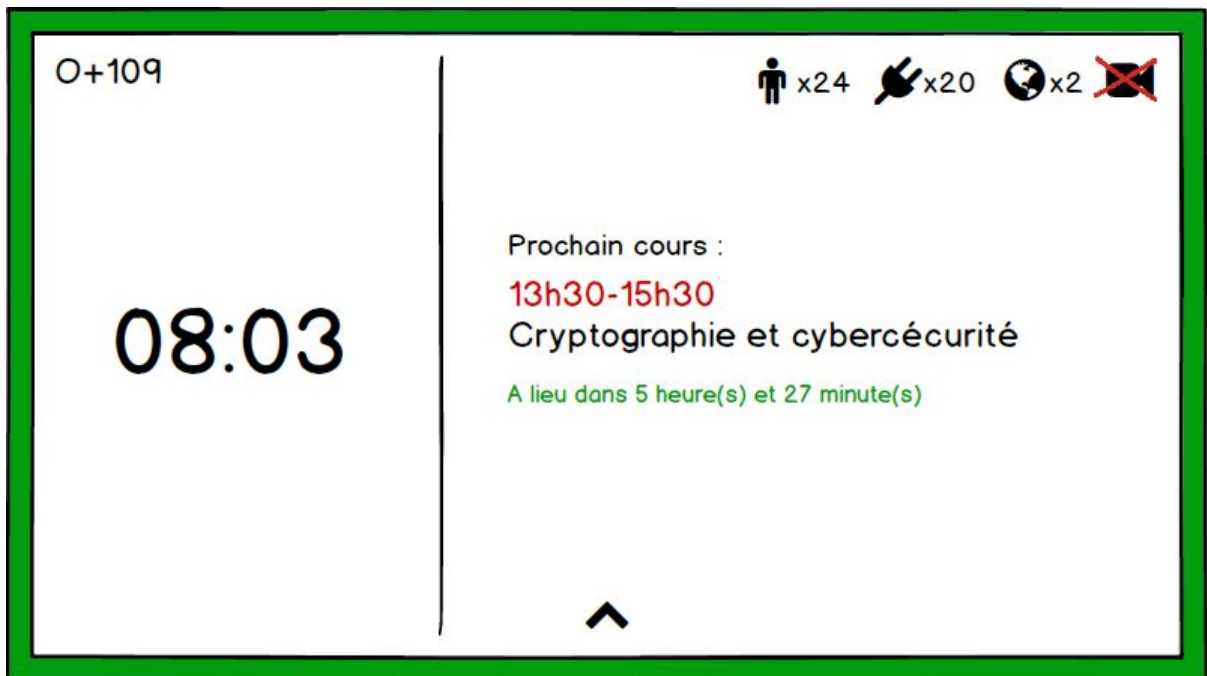 O+109
x24 x20 x2
08:03
Prochain cours :
13h30-15h30
Cryptographie et cybercécurité
A lieu dans 5 heure(s) et 27 minute(s)